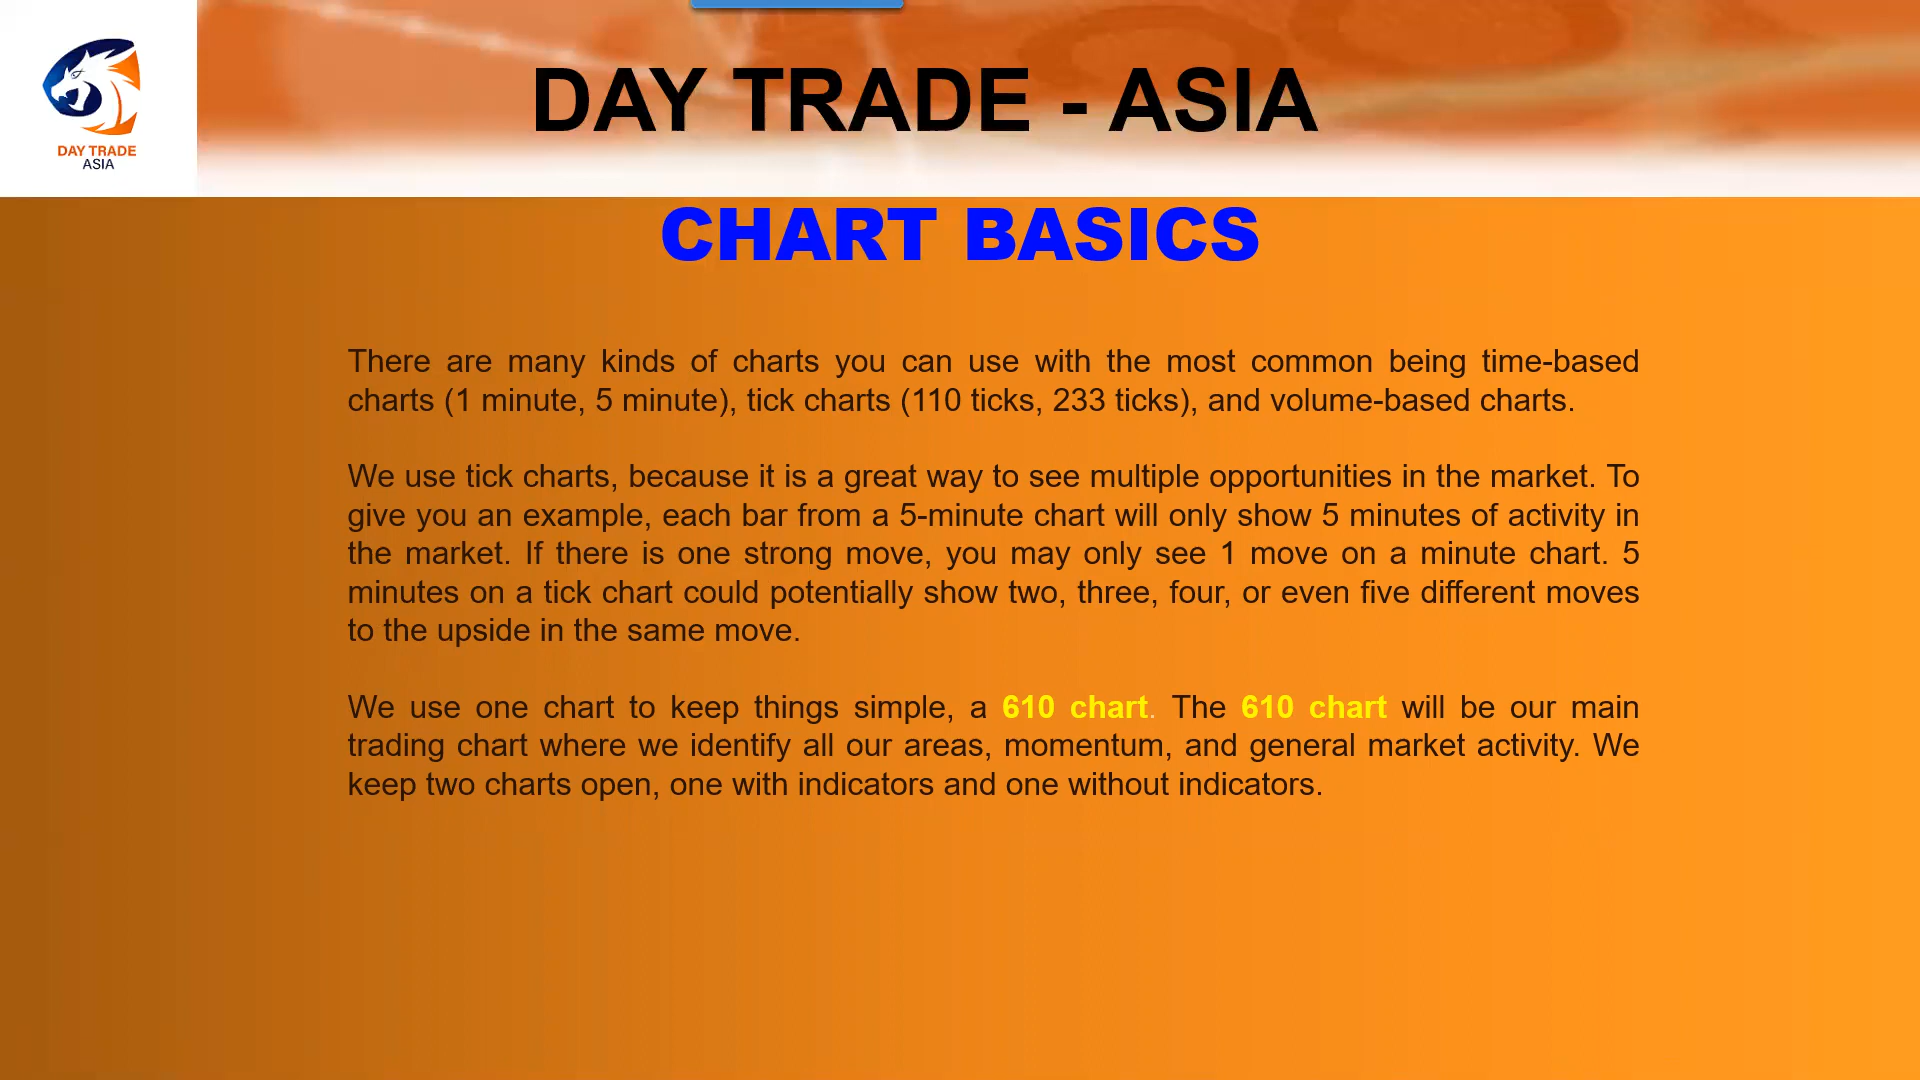 DAY TRADE
ASIA
DAY TRADE - ASIA
CHART BASICS
There are many kinds of charts you can use with the most common being time-based
charts (1 minute, 5 minute), tick charts (110 ticks, 233 ticks), and volume-based charts.
We use tick charts, because it is a great way to see multiple opportunities in the market. To
give you an example, each bar from a 5-minute chart will only show 5 minutes of activity in
the market. If there is one strong move, you may only see 1 move on a minute chart. 5
minutes on a tick chart could potentially show two, three, four, or even five different moves
to the upside in the same move.
We use one chart to keep things simple, a 610 chart. The 610 chart will be our main
trading chart where we identify all our areas, momentum, and general market activity. We
keep two charts open, one with indicators and one without indicators.